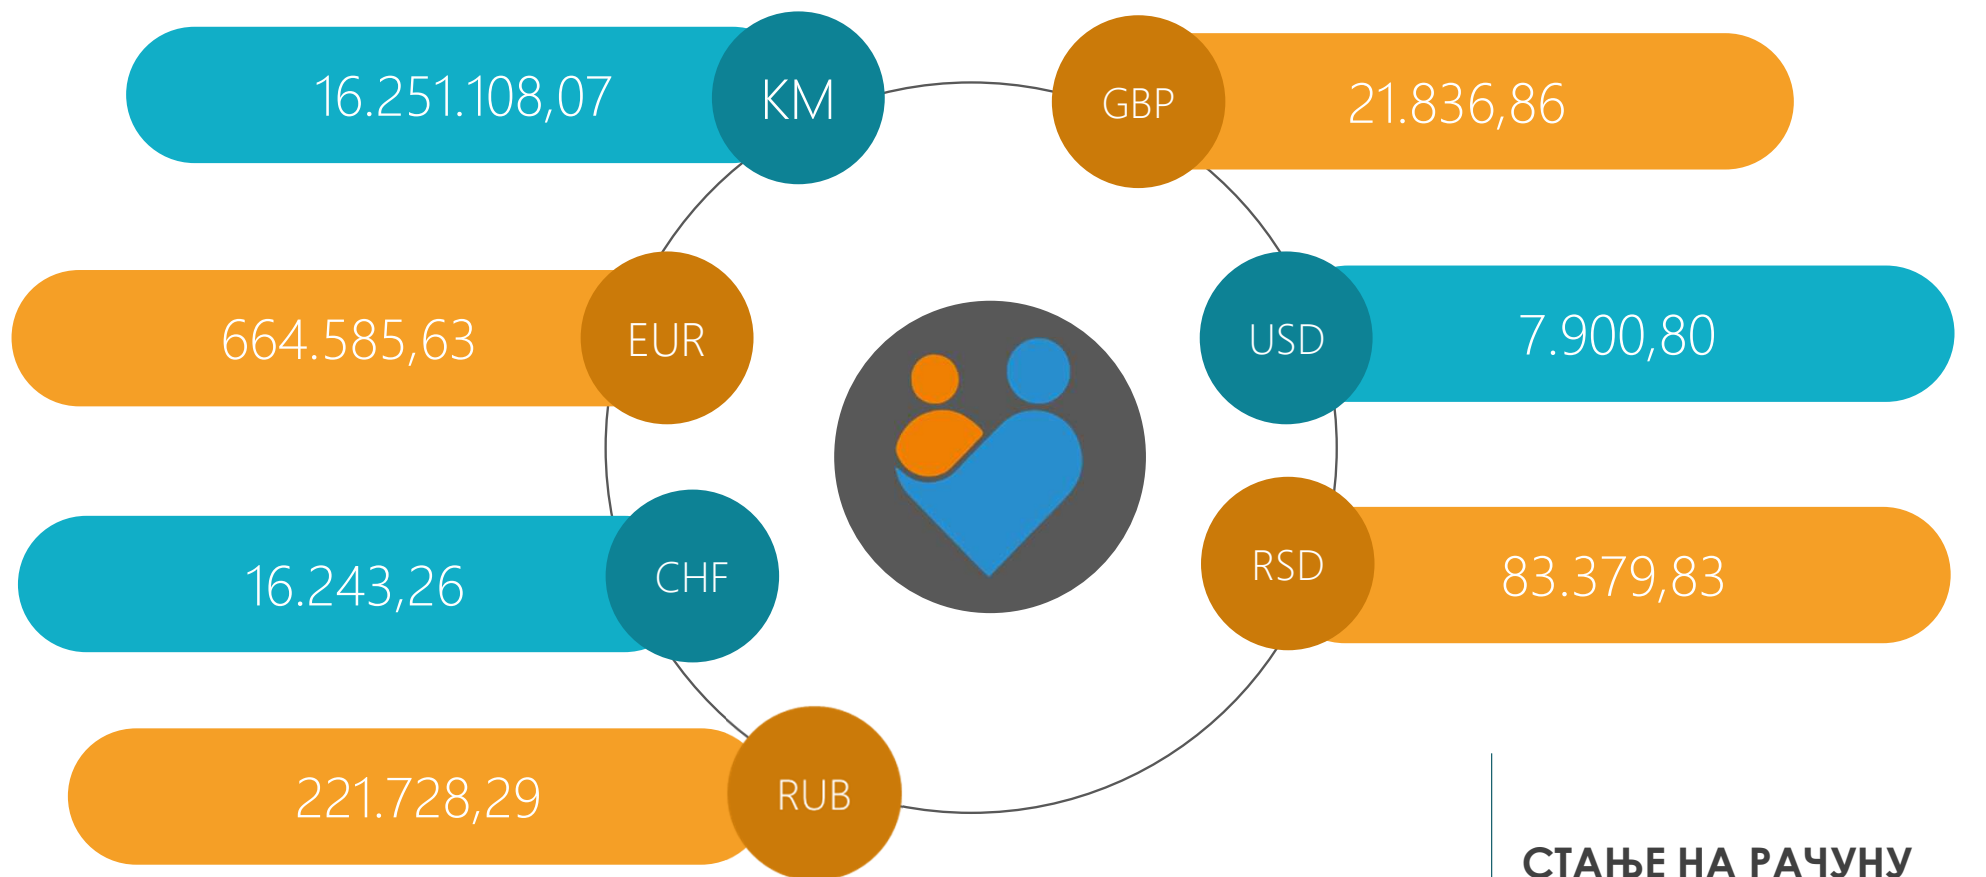 16.251.108,07
KM
GBP
21.836,86
664.585,63
EUR
USD
7.900,80
16.243,26
CHF
RSD
83.379,83
221.728,29
RUB
СТАЊЕ НА РАЧУНУ